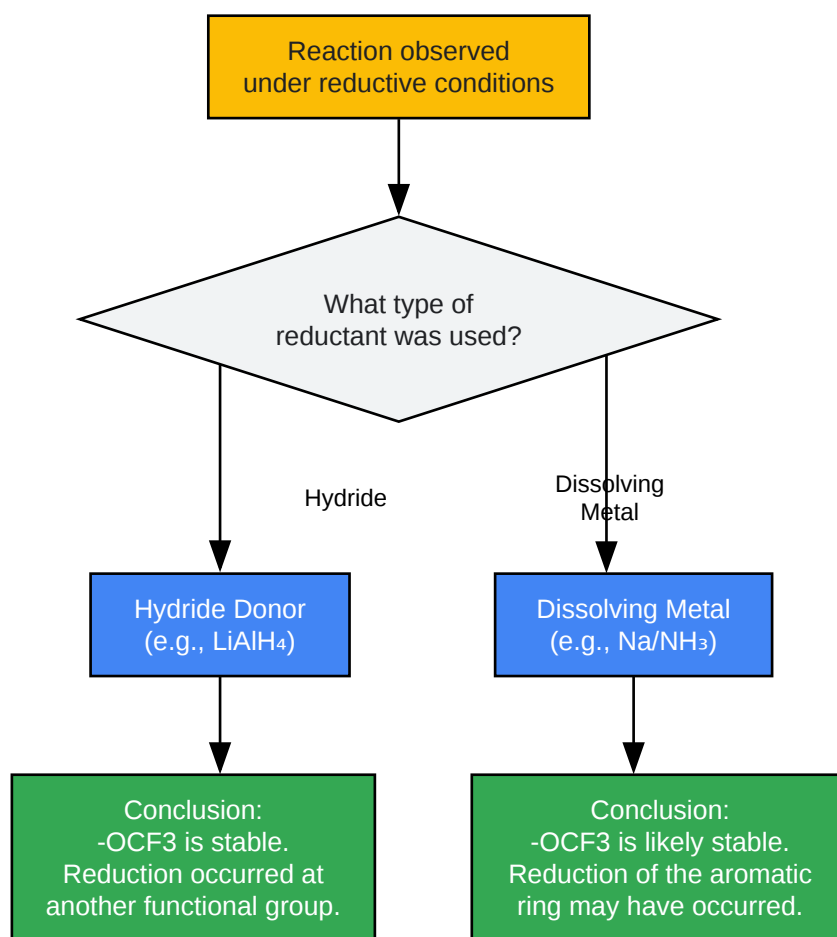 Reaction observed
under reductive conditions
What type of
reductant was used?
Hydride
Dissolving
Metal
Hydride Donor
(e.g., LiAlH₄)
Dissolving Metal
(e.g., Na/NH₃)
Conclusion:
-OCF3 is stable.
Reduction occurred at
another functional group.
Conclusion:
-OCF3 is likely stable.
Reduction of the aromatic
ring may have occurred.